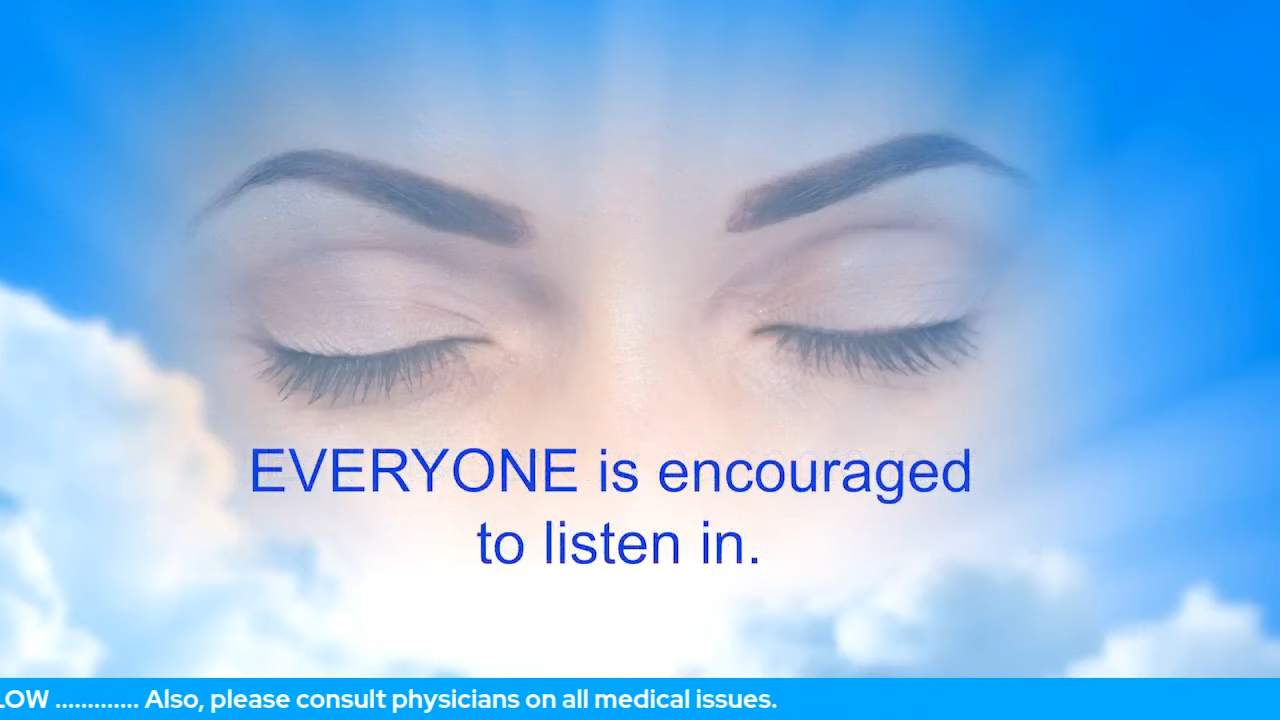 EVERYONE is encouraged
to listen in.
LOW ............. Also, please consult physicians on all medical issues.